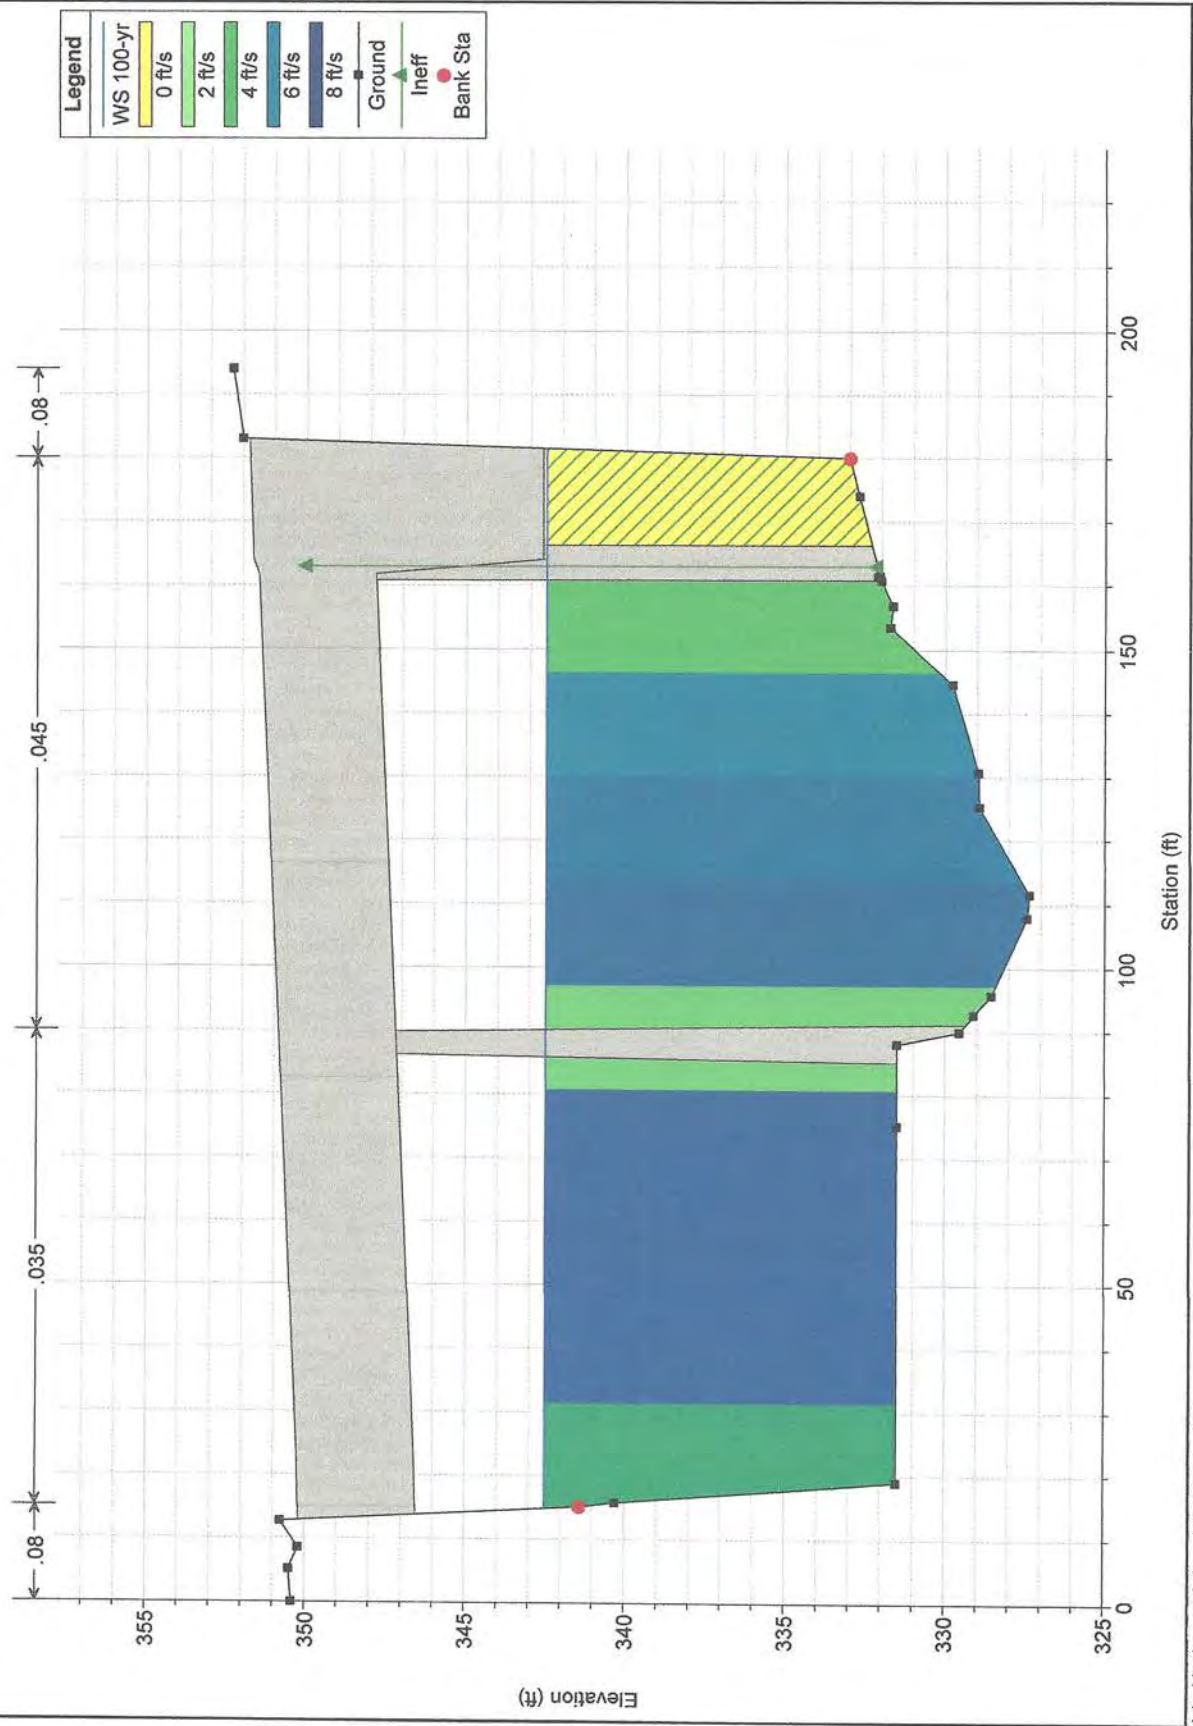 .08
.035
.045
.08
Legend
WS 100-yr
0 ft/s
2 ft/s
4 ft/s
6 ft/s
8 ft/s
Ground
Ineff
Bank Sta
Elevation (ft)
355
350
345
340
335
330
325
0
50
100
150
200
Station (ft)